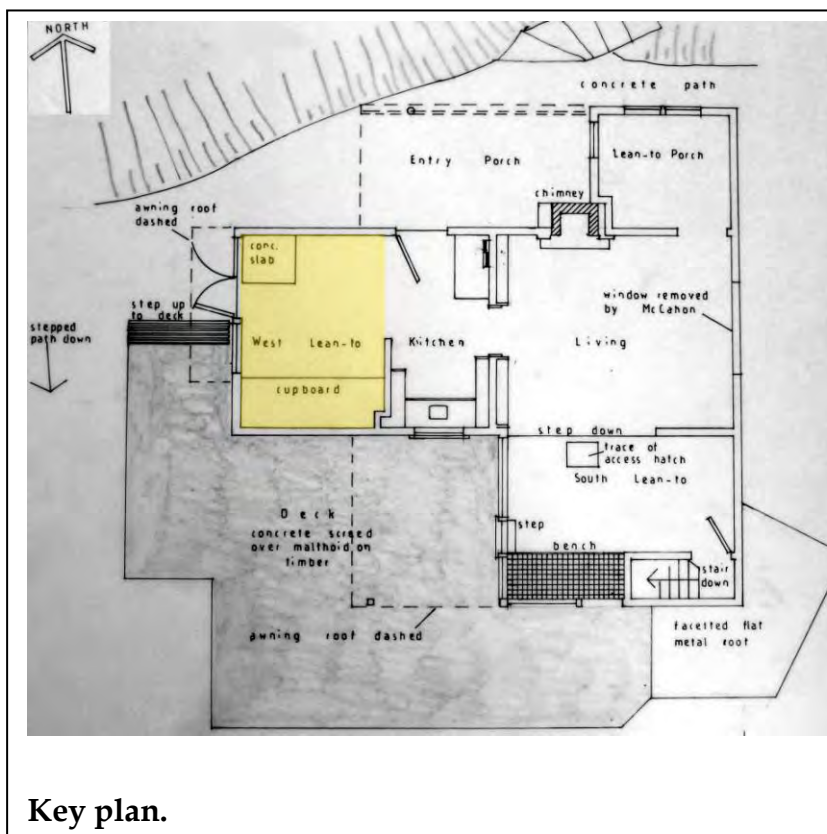 NORTH
concrete path
Entry Porch
Lean-to Porch
chimney
awning roof
dashed
conc.
slab
step up
to deck
window removed
by McCahon
stepped
path down
West Lean-to
Kitchen
Living
cupboard
step down
trace of
access hatch
South Lean-to
Deck
concrete screed
over malthoid on
timber
step
bench
stair
down
awning roof dashed
facetted flat
metal roof
Key plan.